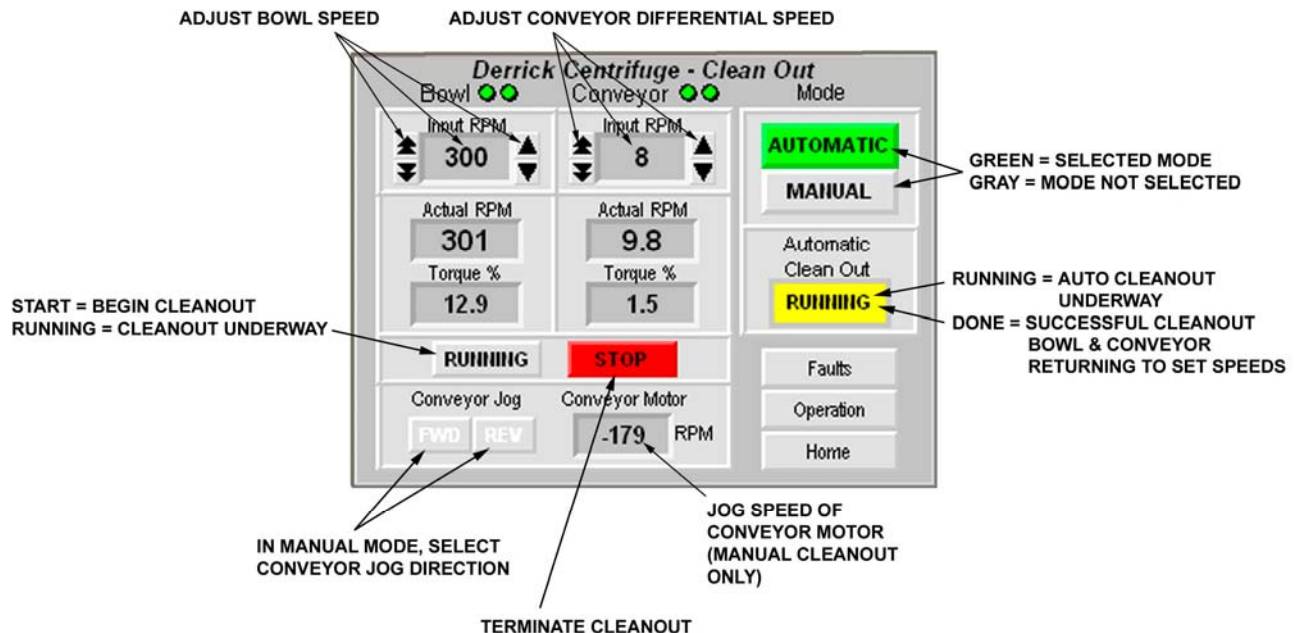 ADJUST BOWL SPEED
ADJUST CONVEYOR DIFFERENTIAL SPEED
Derrick Centrifuge - Clean Out
Bowl
Conveyor
Mode
Input RPM
300
Input RPM
8
AUTOMATIC
MANUAL
GREEN = SELECTED MODE
GRAY = MODE NOT SELECTED
Actual RPM
301
Torque %
12.9
Actual RPM
9.8
Torque %
1.5
Automatic
Clean Out
RUNNING
RUNNING = AUTO CLEANOUT
UNDERWAY
DONE = SUCCESSFUL CLEANOUT
BOWL & CONVEYOR
RETURNING TO SET SPEEDS
START = BEGIN CLEANOUT
RUNNING = CLEANOUT UNDERWAY
RUNNING
STOP
Conveyor Jog
FWD
REV
Conveyor Motor
-179
RPM
Faults
Operation
Home
IN MANUAL MODE, SELECT
CONVEYOR JOG DIRECTION
JOG SPEED OF
CONVEYOR MOTOR
(MANUAL CLEANOUT
ONLY)
TERMINATE CLEANOUT